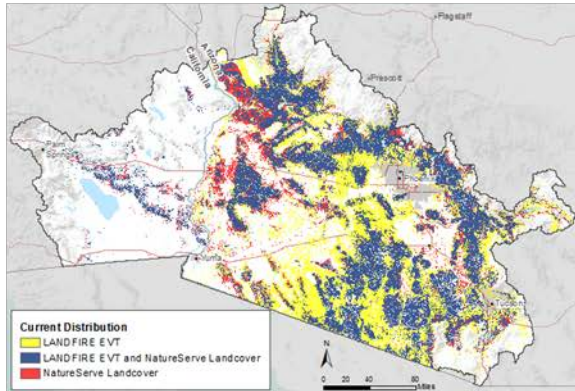 Flagstaff
Arizona
California
Prescott
Palm
Springs
Yuma
Tucson
Current Distribution
LANDFIRE EVT
LANDFIRE EVT and NatureServe Landcover
NatureServe Landcover
N
0 20 40 80
Miles